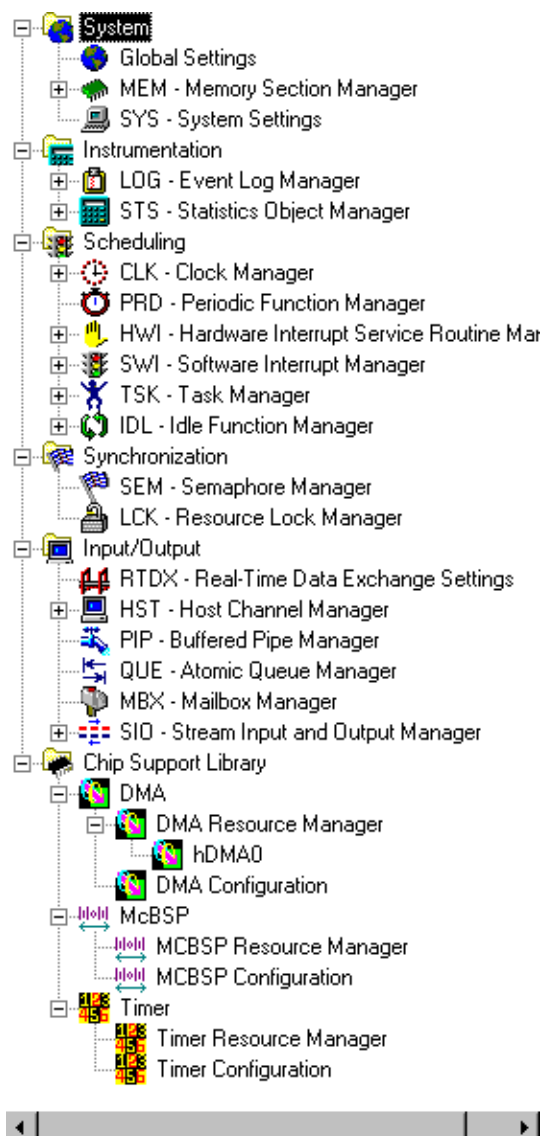 System
Global Settings
MEM - Memory Section Manager
SYS - System Settings
Instrumentation
LOG - Event Log Manager
STS - Statistics Object Manager
Scheduling
CLK - Clock Manager
PRD - Periodic Function Manager
HWI - Hardware Interrupt Service Routine Mar
SWI - Software Interrupt Manager
TSK - Task Manager
IDL - Idle Function Manager
Synchronization
SEM - Semaphore Manager
LCK - Resource Lock Manager
Input/Output
RTDX - Real-Time Data Exchange Settings
HST - Host Channel Manager
PIP - Buffered Pipe Manager
QUE - Atomic Queue Manager
MBX - Mailbox Manager
SIO - Stream Input and Output Manager
Chip Support Library
DMA
DMA Resource Manager
hDMA0
DMA Configuration
McBSP
MCBSP Resource Manager
MCBSP Configuration
Timer
Timer Resource Manager
Timer Configuration